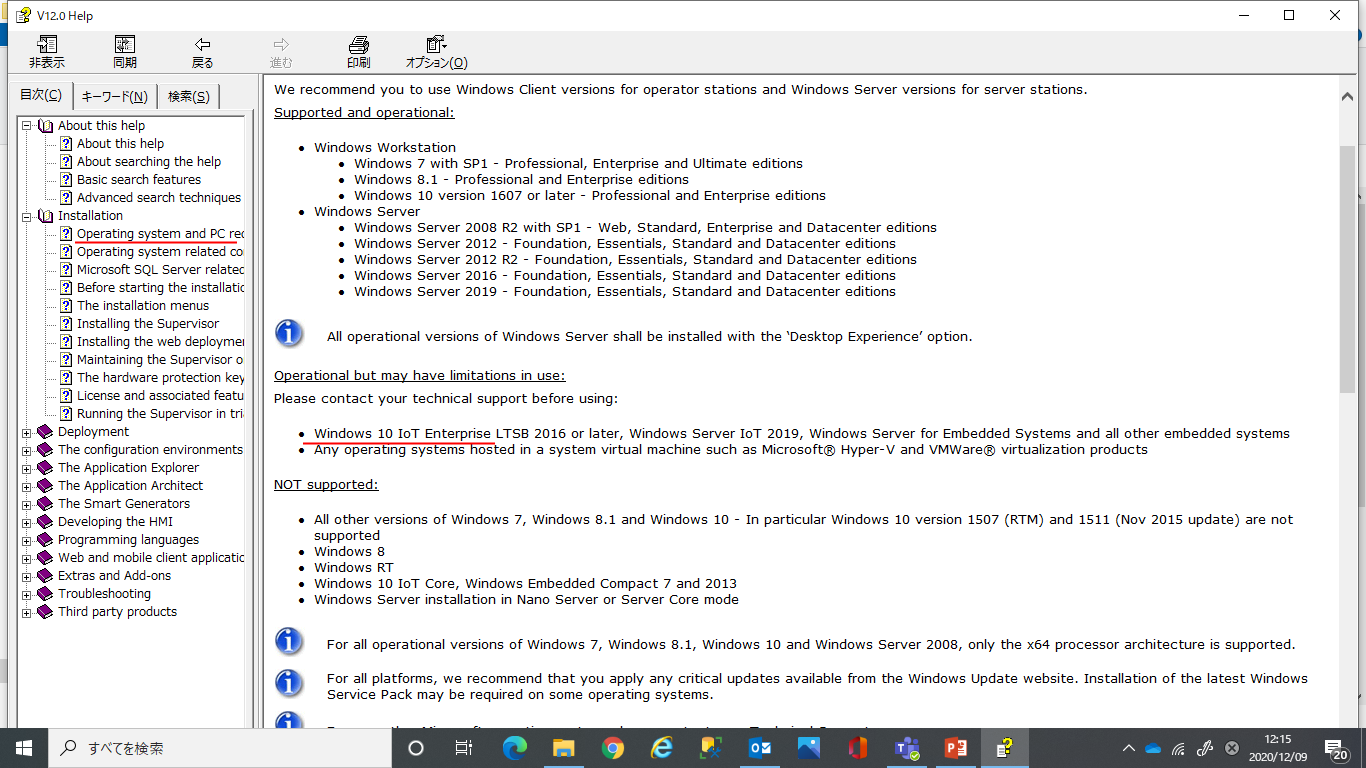 V12.0 Help
非表示
同期
戻る
進む
印刷
オプション(O)
目次(C)
キーワード(N)
検索(S)
About this help
About this help
About searching the help
Basic search features
Advanced search techniques
Installation
Operating system and PC rec
Operating system related co
Microsoft SQL Server related
Before starting the installatio
The installation menus
Installing the Supervisor
Installing the web deployme
Maintaining the Supervisor o
The hardware protection key
License and associated featu
Running the Supervisor in tri
Deployment
The configuration environments
The Application Explorer
The Application Architect
The Smart Generators
Developing the HMI
Programming languages
Web and mobile client applicatio
Extras and Add-ons
Troubleshooting
Third party products
We recommend you to use Windows Client versions for operator stations and Windows Server versions for server stations.
Supported and operational:
Windows Workstation
Windows 7 with SP1 - Professional, Enterprise and Ultimate editions
Windows 8.1 - Professional and Enterprise editions
Windows 10 version 1607 or later - Professional and Enterprise editions
Windows Server
Windows Server 2008 R2 with SP1 - Web, Standard, Enterprise and Datacenter editions
Windows Server 2012 - Foundation, Essentials, Standard and Datacenter editions
Windows Server 2012 R2 - Foundation, Essentials, Standard and Datacenter editions
Windows Server 2016 - Foundation, Essentials, Standard and Datacenter editions
Windows Server 2019 - Foundation, Essentials, Standard and Datacenter editions
All operational versions of Windows Server shall be installed with the ‘Desktop Experience’ option.
Operational but may have limitations in use:
Please contact your technical support before using:
Windows 10 IoT Enterprise LTSB 2016 or later, Windows Server IoT 2019, Windows Server for Embedded Systems and all other embedded systems
Any operating systems hosted in a system virtual machine such as Microsoft® Hyper-V and VMWare® virtualization products
NOT supported:
All other versions of Windows 7, Windows 8.1 and Windows 10 - In particular Windows 10 version 1507 (RTM) and 1511 (Nov 2015 update) are not
supported
Windows 8
Windows RT
Windows 10 IoT Core, Windows Embedded Compact 7 and 2013
Windows Server installation in Nano Server or Server Core mode
For all operational versions of Windows 7, Windows 8.1, Windows 10 and Windows Server 2008, only the x64 processor architecture is supported.
For all platforms, we recommend that you apply any critical updates available from the Windows Update website. Installation of the latest Windows
Service Pack may be required on some operating systems.
すべてを検索
12:15
2020/12/09
20